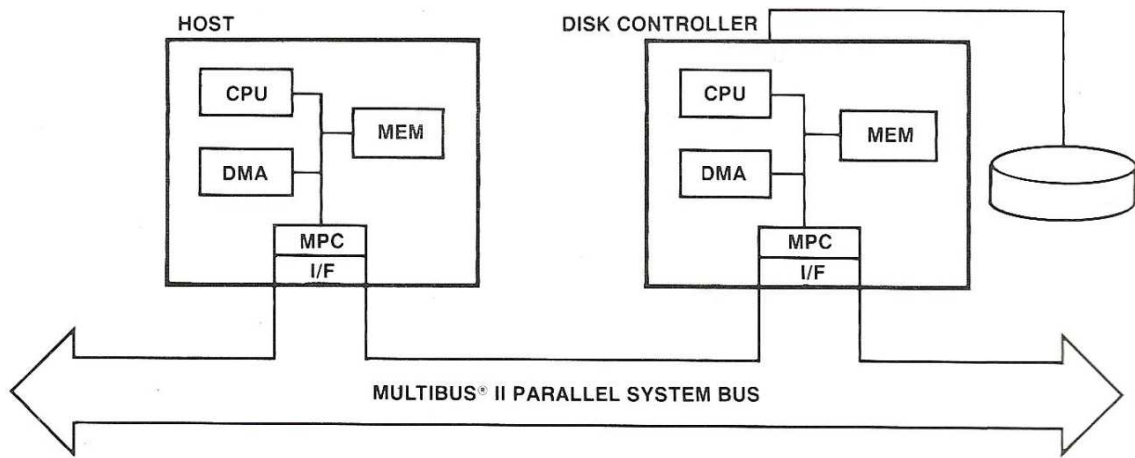 HOST
CPU
MEM
DMA
MPC
I/F
DISK CONTROLLER
CPU
MEM
DMA
MPC
I/F
MULTIBUS® II PARALLEL SYSTEM BUS